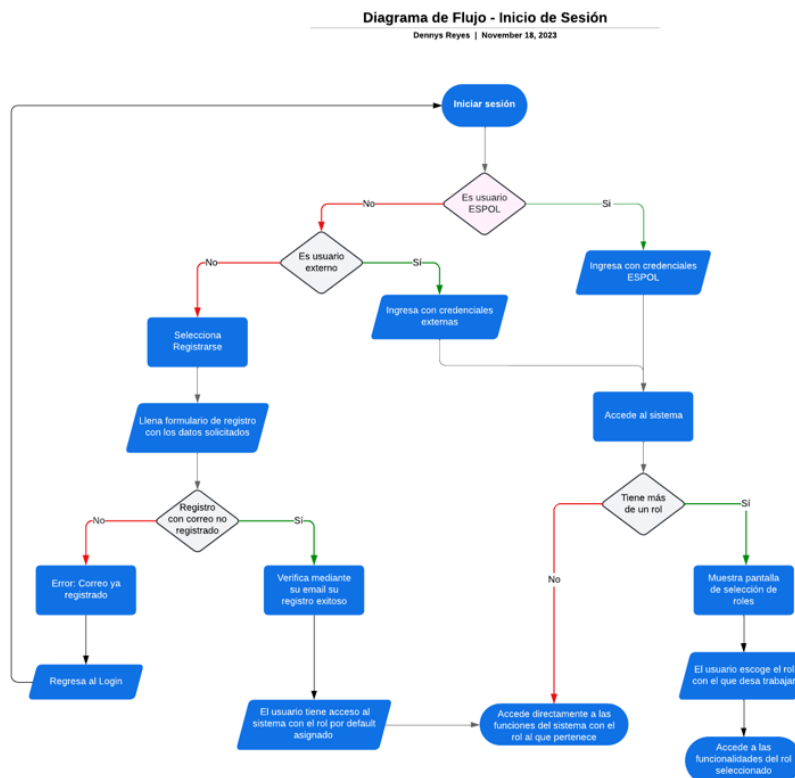 Diagrama de Flujo - Inicio de Sesión
Dennys Reyes | November 18, 2023
Iniciar sesión
Es usuario
ESPOL
No
Si
Es usuario
externo
No
Sí
Ingresa con credenciales
ESPOL
Ingresa con credenciales
externas
Selecciona
Registrarse
Accede al sistema
Llena formulario de registro
con los datos solicitados
Tiene más
de un rol
Registro
con correo no
registrado
No
Sí
No
Sí
Error: Correo ya
registrado
Verifica mediante
su email su
registro exitoso
Muestra pantalla
de selección de
roles
Regresa al Login
El usuario escoge el rol
con el que desa trabajar
El usuario tiene acceso al
sistema con el rol por default
asignado
Accede directamente a las
funciones del sistema con el
rol al que pertenece
Accede a las
funcionalidades del rol
seleccionado